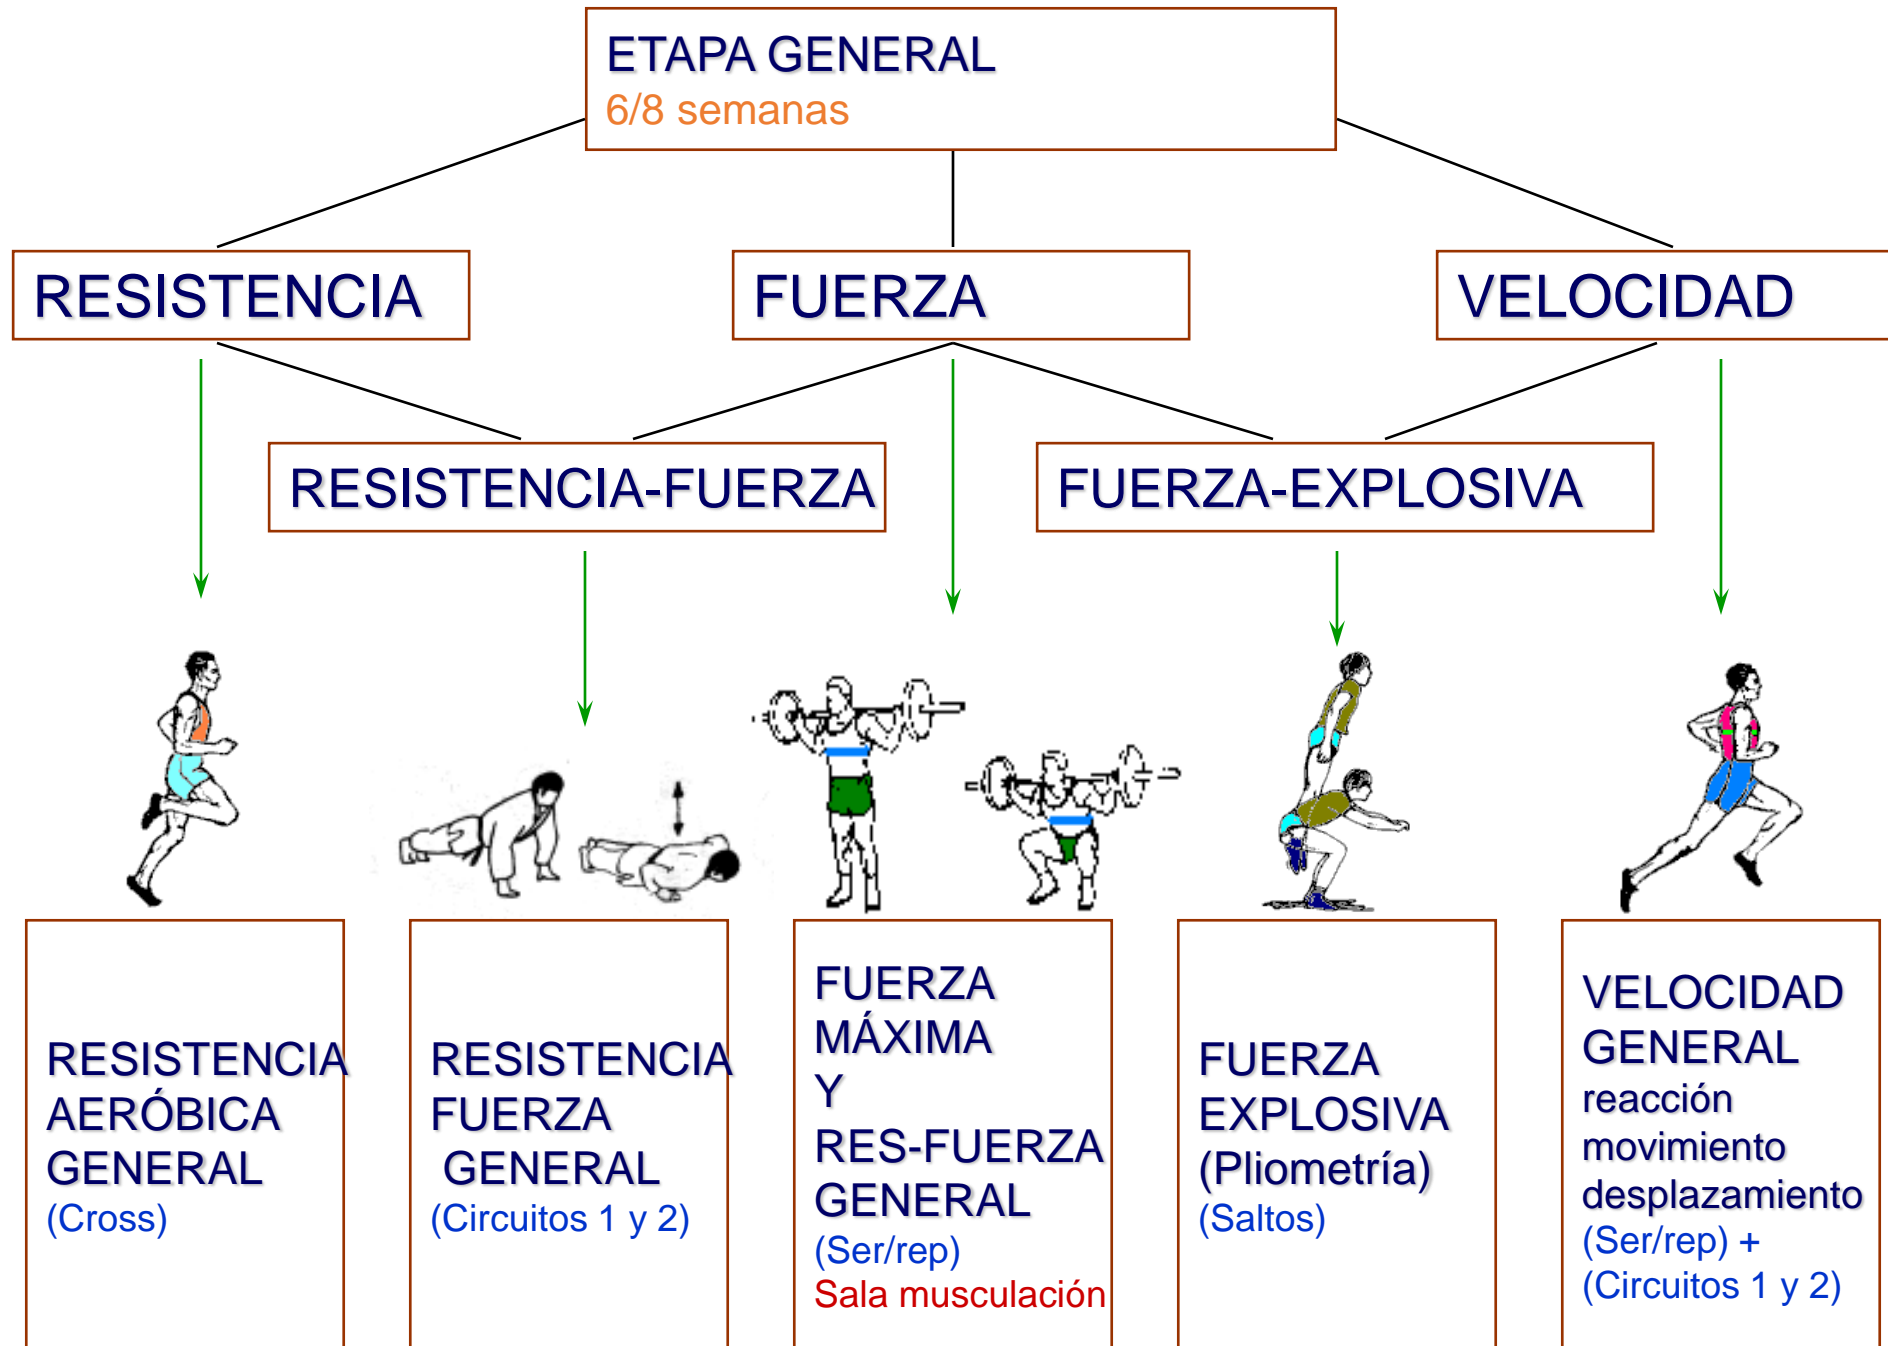 ETAPA GENERAL
6/8 semanas
RESISTENCIA
FUERZA
VELOCIDAD
RESISTENCIA-FUERZA
FUERZA-EXPLOSIVA
RESISTENCIA
AERÓBICA
GENERAL
(Cross)
RESISTENCIA
FUERZA
GENERAL
(Circuitos 1 y 2)
FUERZA
MÁXIMA
Y
RES-FUERZA
GENERAL
(Ser/rep)
Sala musculación
FUERZA
EXPLOSIVA
(Pliometría)
(Saltos)
VELOCIDAD
GENERAL
reacción
movimiento
desplazamiento
(Ser/rep) +
(Circuitos 1 y 2)